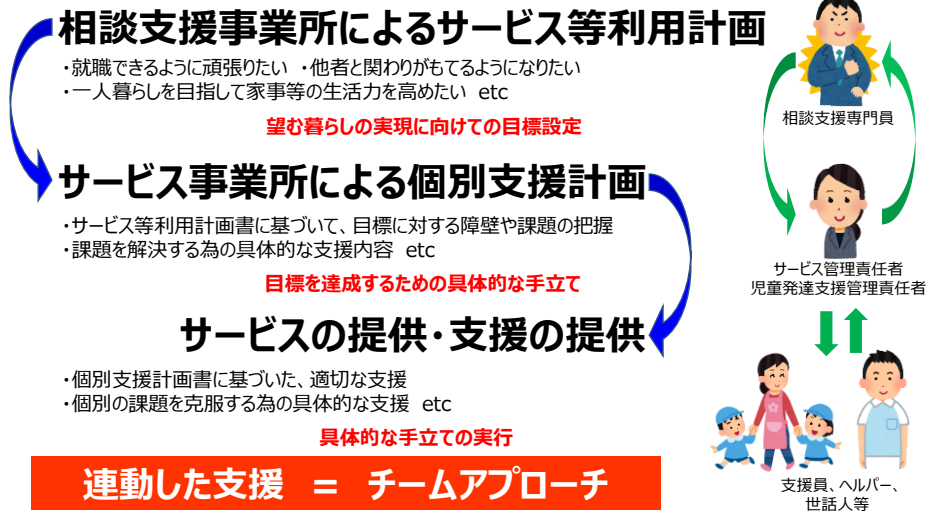 相談支援事業所によるサービス等利用計画
・就職できるように頑張りたい ・他者と関わりがもてるようになりたい
・一人暮らしを目指して家事等の生活力を高めたい etc
望む暮らしの実現に向けての目標設定
サービス事業所による個別支援計画
・サービス等利用計画書に基づいて、目標に対する障壁や課題の把握
・課題を解決する為の具体的な支援内容 etc
目標を達成するための具体的な手立て
サービスの提供・支援の提供
・個別支援計画書に基づいた、適切な支援
・個別の課題を克服する為の具体的な支援 etc
具体的な手立ての実行
連動した支援 = チームアプローチ
相談支援専門員
サービス管理責任者
児童発達支援管理責任者
支援員、ヘルパー、
世話人等